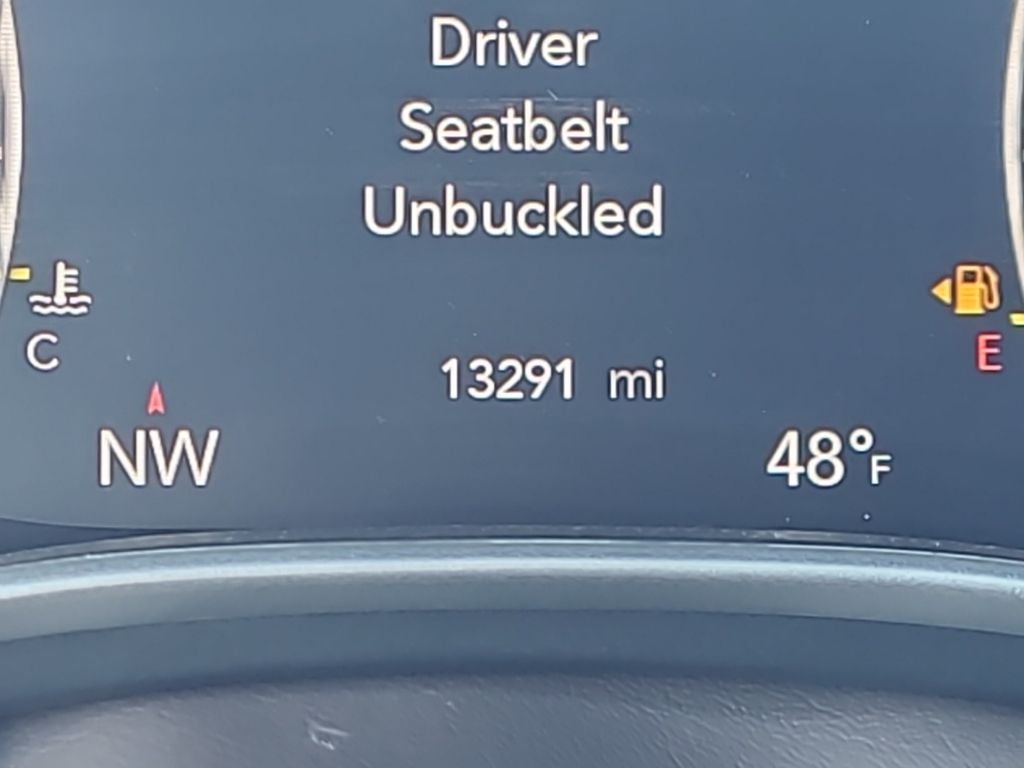 Driver
Seatbelt
Unbuckled
C
E
13291 mi
NW
48°F